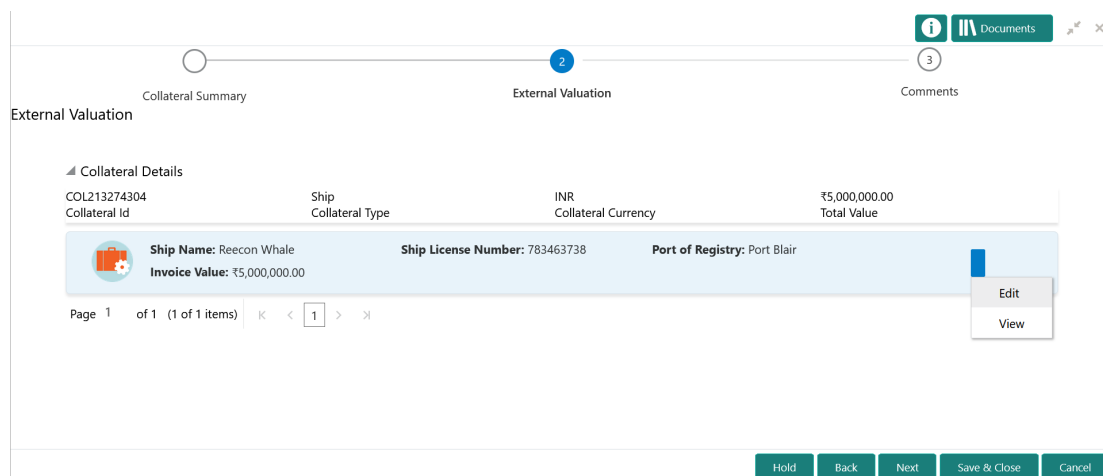 Documents
2
3
Collateral Summary
External Valuation
Comments
External Valuation
Collateral Details
COL213274304 Ship INR ₹5,000,000.00
Collateral Id Collateral Type Collateral Currency Total Value
Ship Name: Reecon Whale Ship License Number: 783463738 Port of Registry: Port Blair
Invoice Value: ₹5,000,000.00
Edit
View
Page 1 of 1 (1 of 1 items) 1
Hold Back Next Save & Close Cancel